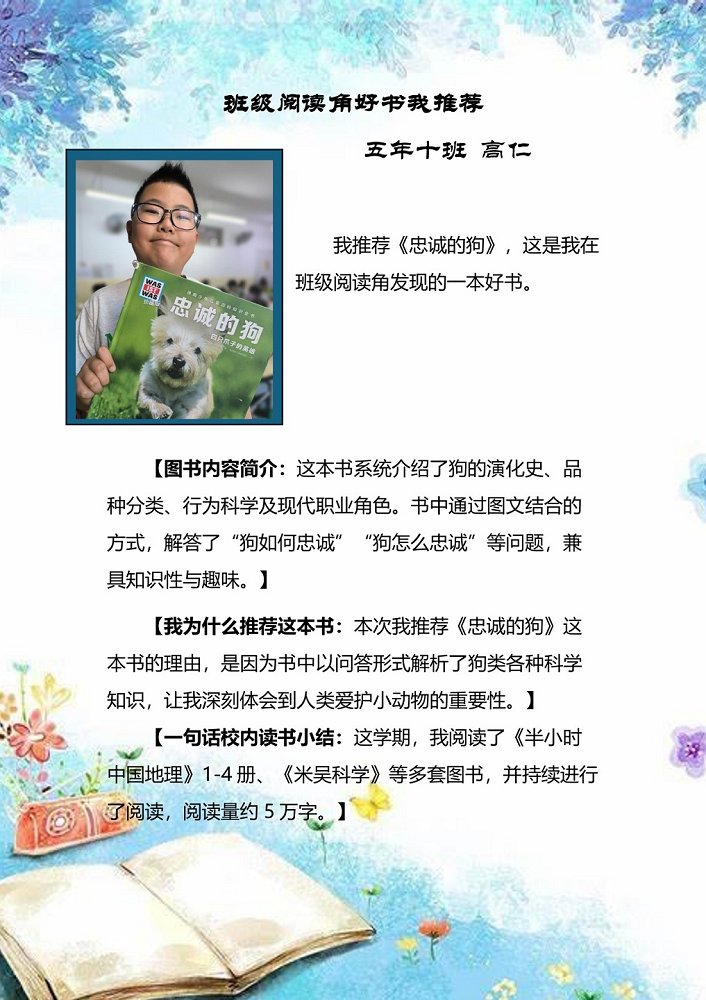 班级阅读角好书我推荐
五年十班 高仁
我推荐《忠诚的狗》，这是我在
班级阅读角发现的一本好书。
WAS
IST
WAS
忠诚的狗
四只爪子的英雄
【图书内容简介：这本书系统介绍了狗的演化史、品
种分类、行为科学及现代职业角色。书中通过图文结合的
方式，解答了“狗如何忠诚”“狗怎么忠诚”等问题，兼
具知识性与趣味。】
【我为什么推荐这本书：本次我推荐《忠诚的狗》这
本书的理由，是因为书中以问答形式解析了狗类各种科学
知识，让我深刻体会到人类爱护小动物的重要性。】
【一句话校内读书小结：这学期，我阅读了《半小时
中国地理》1-4 册、《米吴科学》等多套图书，并持续进行
了阅读，阅读量约 5 万字。】